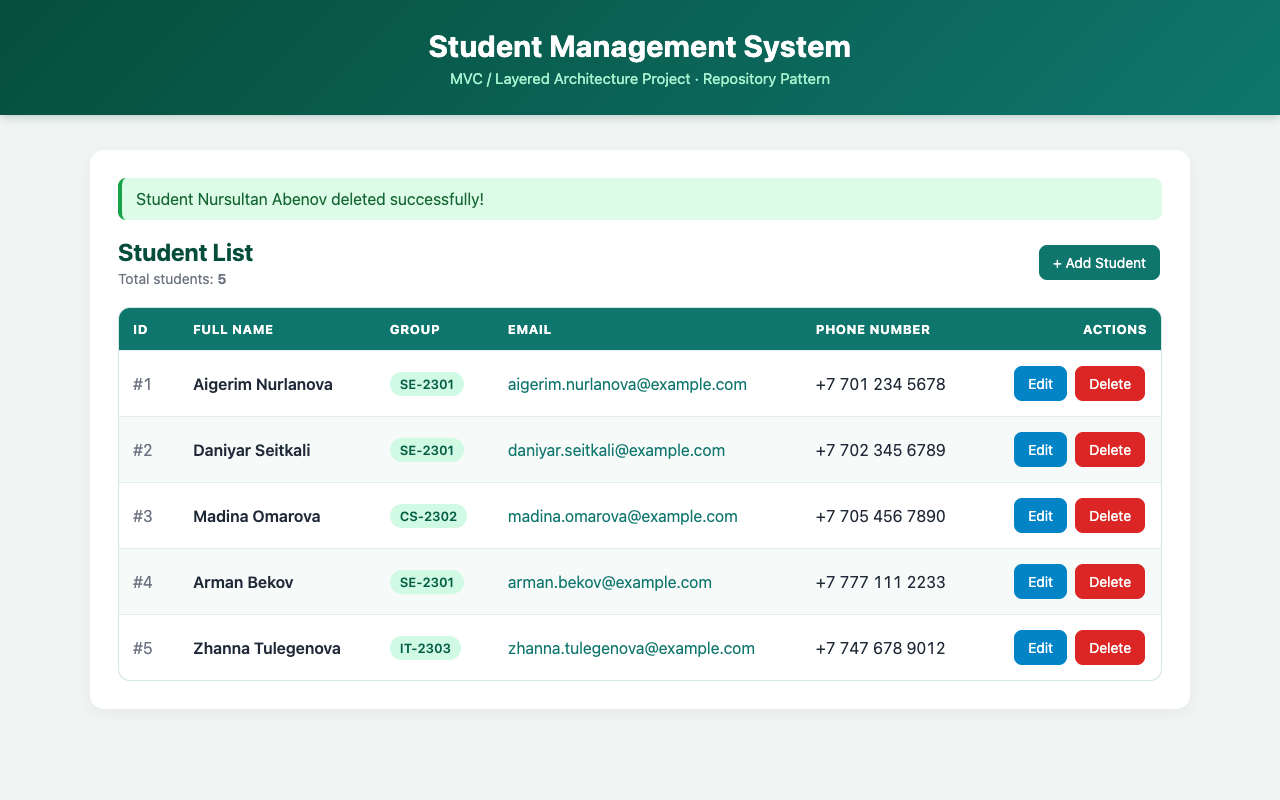 Student Management System
MVC / Layered Architecture Project · Repository Pattern
Student Nursultan Abenov deleted successfully!
Student List
Total students: 5
+ Add Student
ID FULL NAME GROUP EMAIL PHONE NUMBER ACTIONS
#1 Aigerim Nurlanova SE-2301 aigerim.nurlanova@example.com +7 701 234 5678 Edit Delete
#2 Daniyar Seitkali SE-2301 daniyar.seitkali@example.com +7 702 345 6789 Edit Delete
#3 Madina Omarova CS-2302 madina.omarova@example.com +7 705 456 7890 Edit Delete
#4 Arman Bekov SE-2301 arman.bekov@example.com +7 777 111 2233 Edit Delete
#5 Zhanna Tulegenova IT-2303 zhanna.tulegenova@example.com +7 747 678 9012 Edit Delete